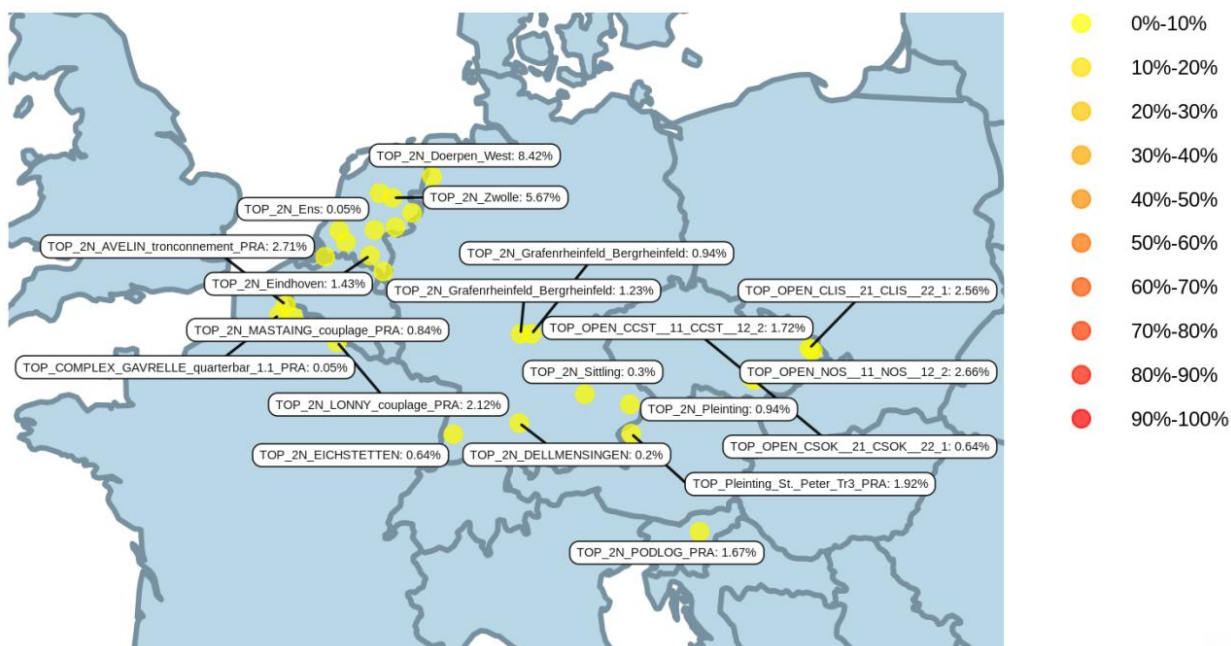 TOP_2N_Doerpen_West: 8.42%
TOP_2N_Zwolle: 5.67%
TOP_2N_Ens: 0.05%
TOP_2N_AVELIN_tronconnement_PRA: 2.71%
TOP_2N_Grafenrheinfeld_Bergrheinfeld: 0.94%
TOP_2N_Eindhoven: 1.43%
TOP_2N_Grafenrheinfeld_Bergrheinfeld: 1.23%
TOP_OPEN_CLIS__21_CLIS__22_1: 2.56%
TOP_2N_MASTAING_couplage_PRA: 0.84%
TOP_OPEN_CCST__11_CCST__12_2: 1.72%
TOP_COMPLEX_GAVRELLE_quarterbar_1.1_PRA: 0.05%
TOP_2N_Sittling: 0.3%
TOP_OPEN_NOS__11_NOS__12_2: 2.66%
TOP_2N_LONNY_couplage_PRA: 2.12%
TOP_2N_Pleinting: 0.94%
TOP_2N_EICHSTETTEN: 0.64%
TOP_2N_DELLMENSINGEN: 0.2%
TOP_OPEN_CSOK__21_CSOK__22_1: 0.64%
TOP_Pleinting_St._Peter_Tr3_PRA: 1.92%
TOP_2N_PODLOG_PRA: 1.67%
0%-10%
10%-20%
20%-30%
30%-40%
40%-50%
50%-60%
60%-70%
70%-80%
80%-90%
90%-100%